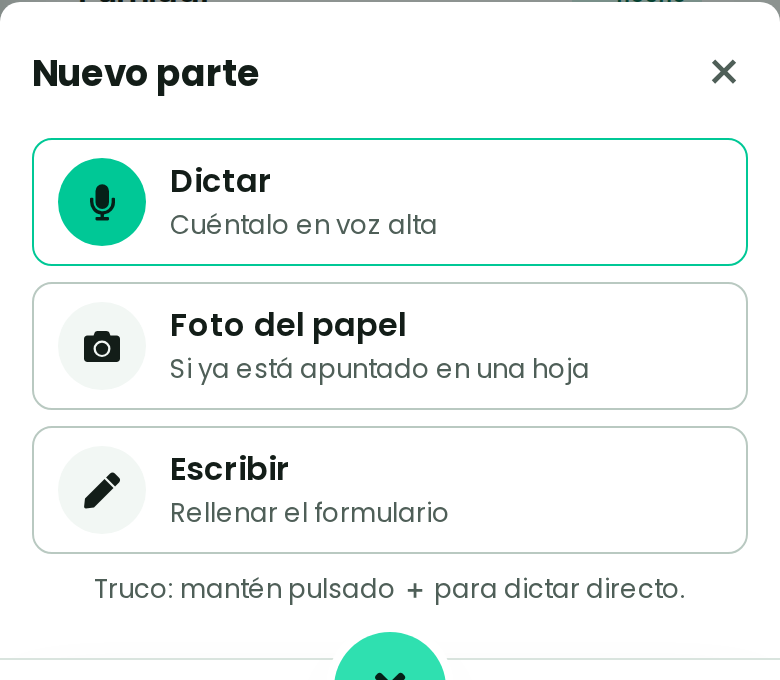 Nuevo parte
Dictar
Cuéntalo en voz alta
Foto del papel
Si ya está apuntado en una hoja
Escribir
Rellenar el formulario
Truco: mantén pulsado + para dictar directo.